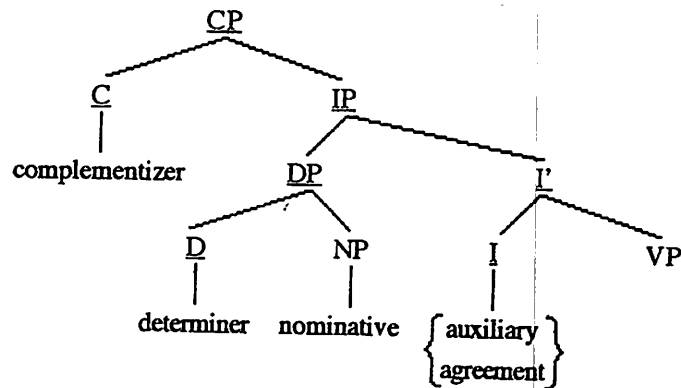 CP
C IP
complementizer
DP I'
D NP I VP
determiner nominative { auxiliary
agreement }